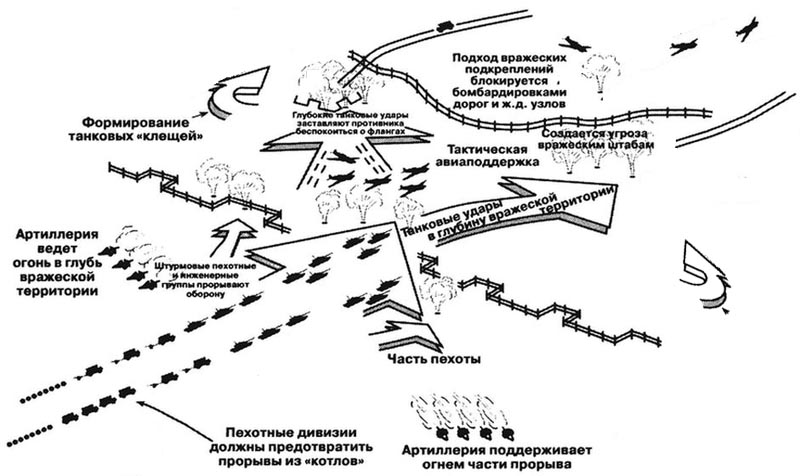 Подход вражеских
подкреплений
блокируется
бомбардировками
дорог и ж.д. узлов
Формирование
танковых «клещей»
Глубокие танковые удары
заставляют противника
беспокоиться о флангах
Создается угроза
вражеским штабам
Тактическая
авиаподдержка
Танковые удары
в глубину вражеской
территории
Артиллерия
ведет
огонь в глубь
вражеской
территории
Штурмовые пехотные
и инженерные
группы прорывают
оборону
Часть пехоты
Пехотные дивизии
должны предотвратить
прорывы из «котлов»
Артиллерия поддерживает
огнем части прорыва